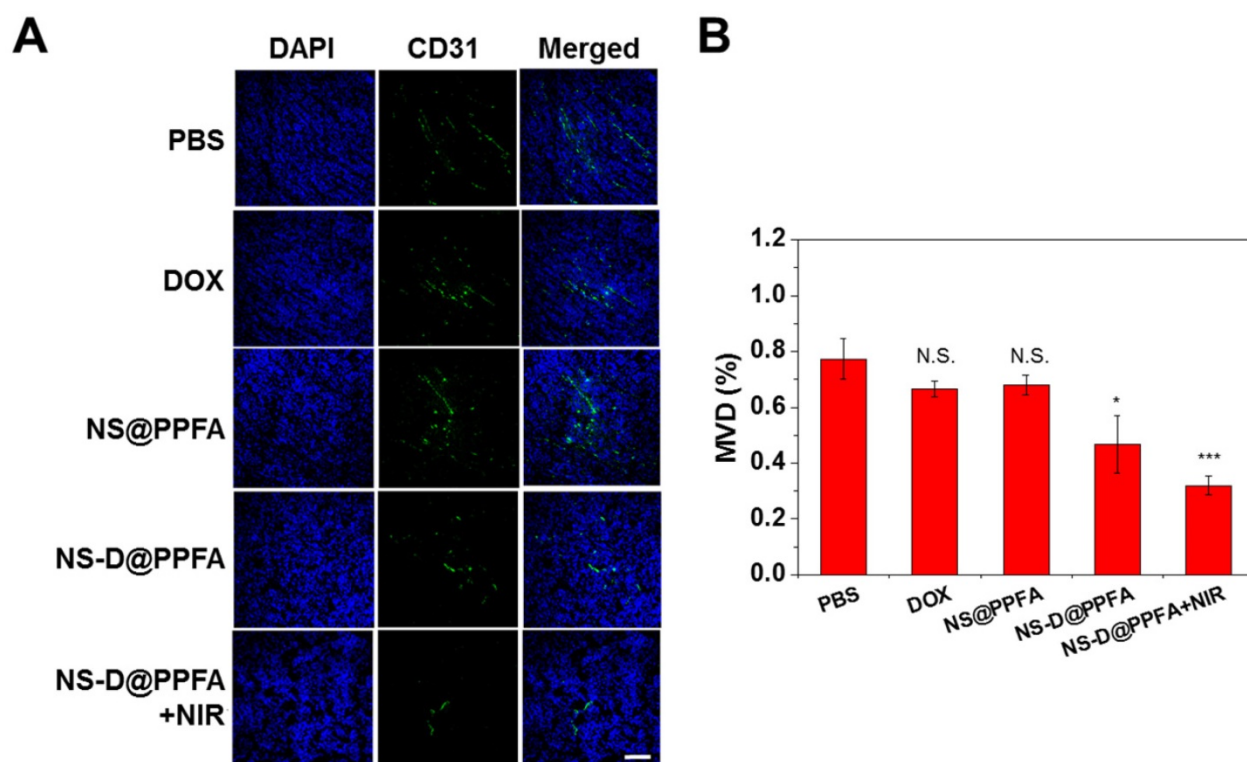 A
DAPI CD31 Merged
PBS
DOX
NS@PPFA
NS-D@PPFA
NS-D@PPFA
+NIR
B
MVD (%)
1.2
1.0
0.8
0.6
0.4
0.2
0.0
N.S.
N.S.
*
***
PBS
DOX
NS@PPFA
NS-D@PPFA
NS-D@PPFA+NIR